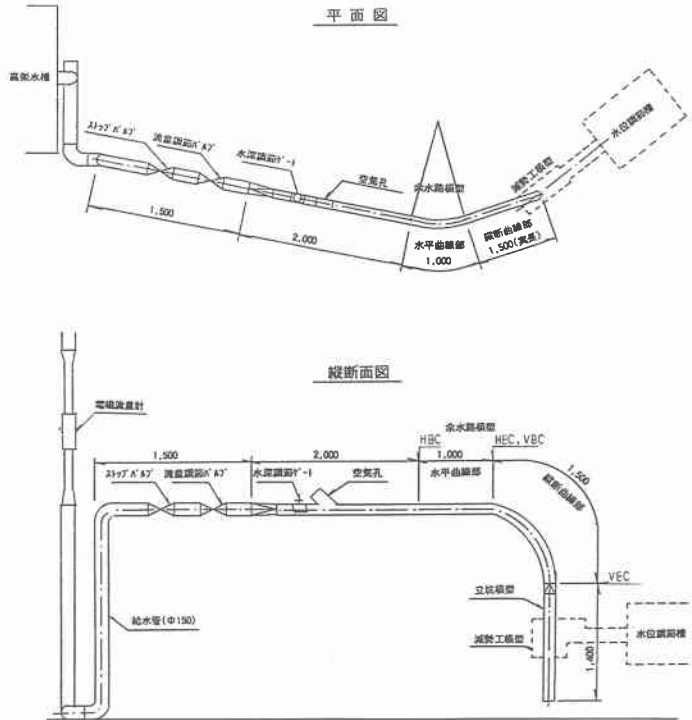 平面図
高架水槽
ストップバルブ
流量調節バルブ
水深調節ゲート
空気孔
余水路模型
減勢工模型
水位調節槽
1,500
2,000
水平曲線部
1,000
縦断曲線部
1,500(実長)
縦断面図
電磁流量計
余水路模型
HBC
HEC, VBC
1,500
2,000
1,000
ストップバルブ
流量調節バルブ
水深調節ゲート
空気孔
水平曲線部
1,500
縦断曲線部
VEC
立坑模型
給水管(Φ150)
減勢工模型
水位調節槽
1,400